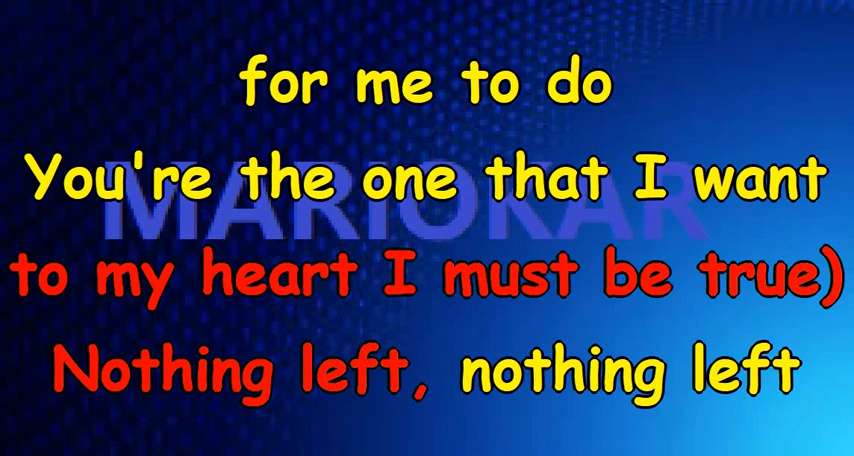 for me to do
You're the one that I want
MARIOKAR
to my heart I must be true)
Nothing left, nothing left